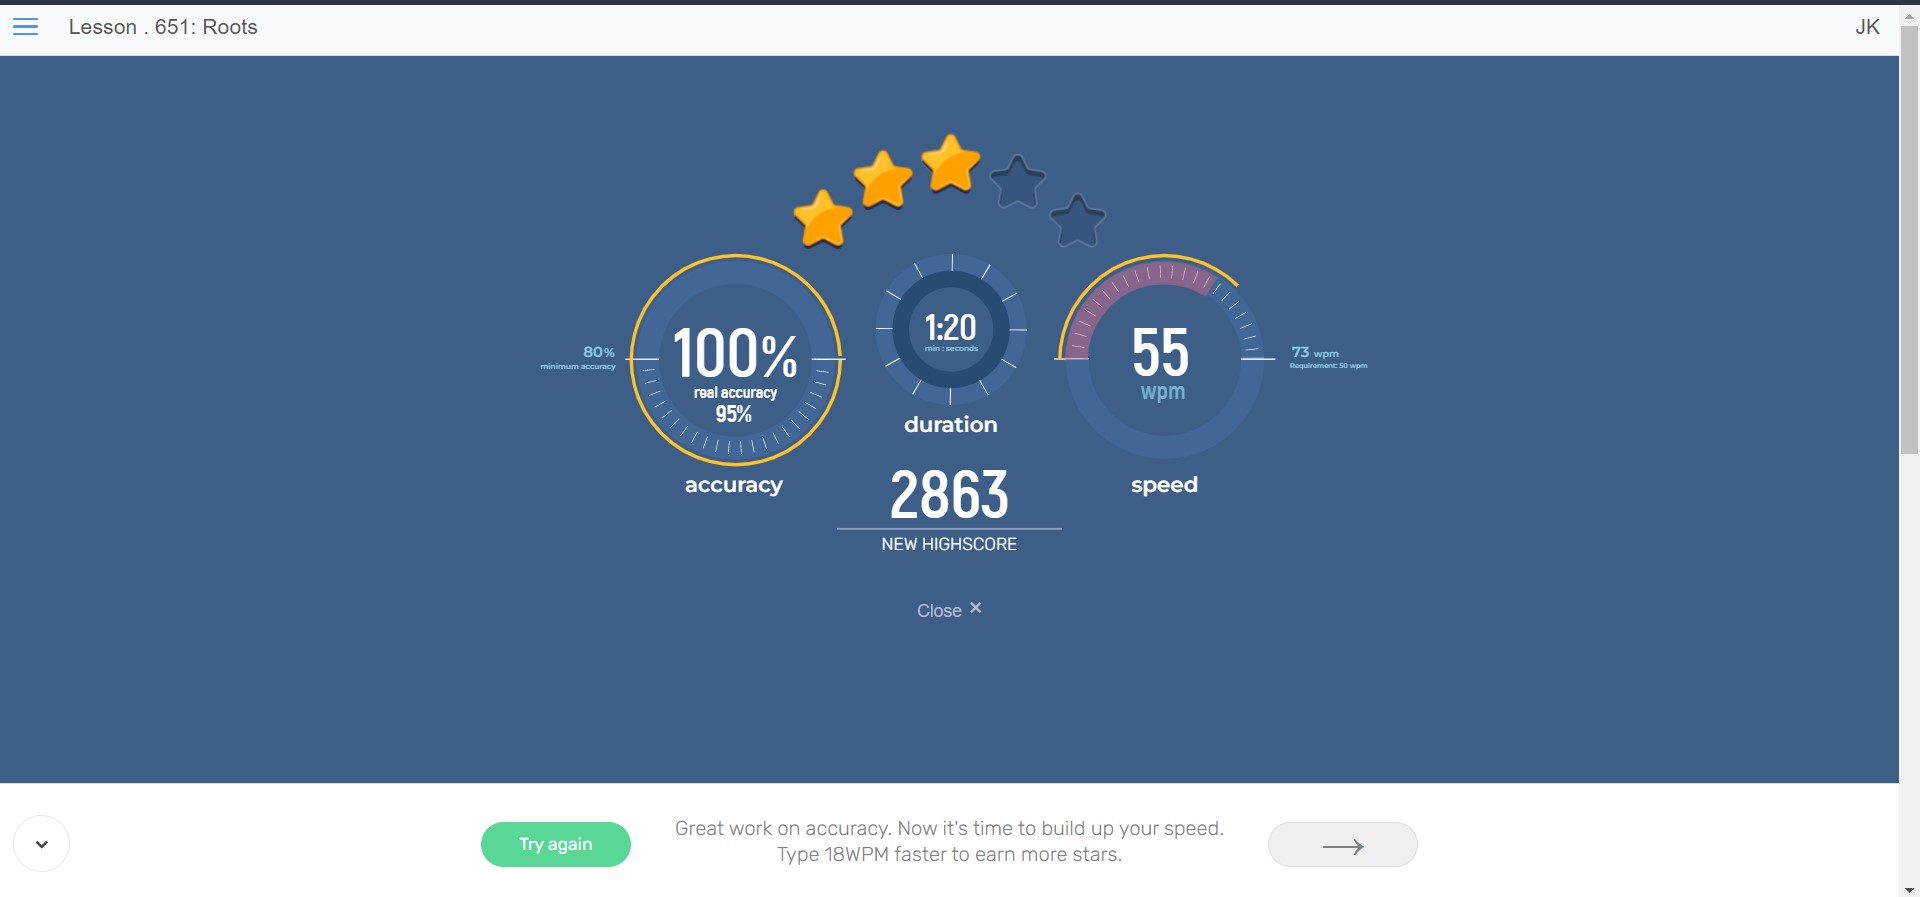 Lesson . 651: Roots
JK
80%
minimum accuracy
100%
real accuracy
95%
accuracy
1:20
min : seconds
duration
55
wpm
speed
73 wpm
Requirement: 50 wpm
2863
NEW HIGHSCORE
Close ×
Try again
Great work on accuracy. Now it's time to build up your speed.
Type 18WPM faster to earn more stars.